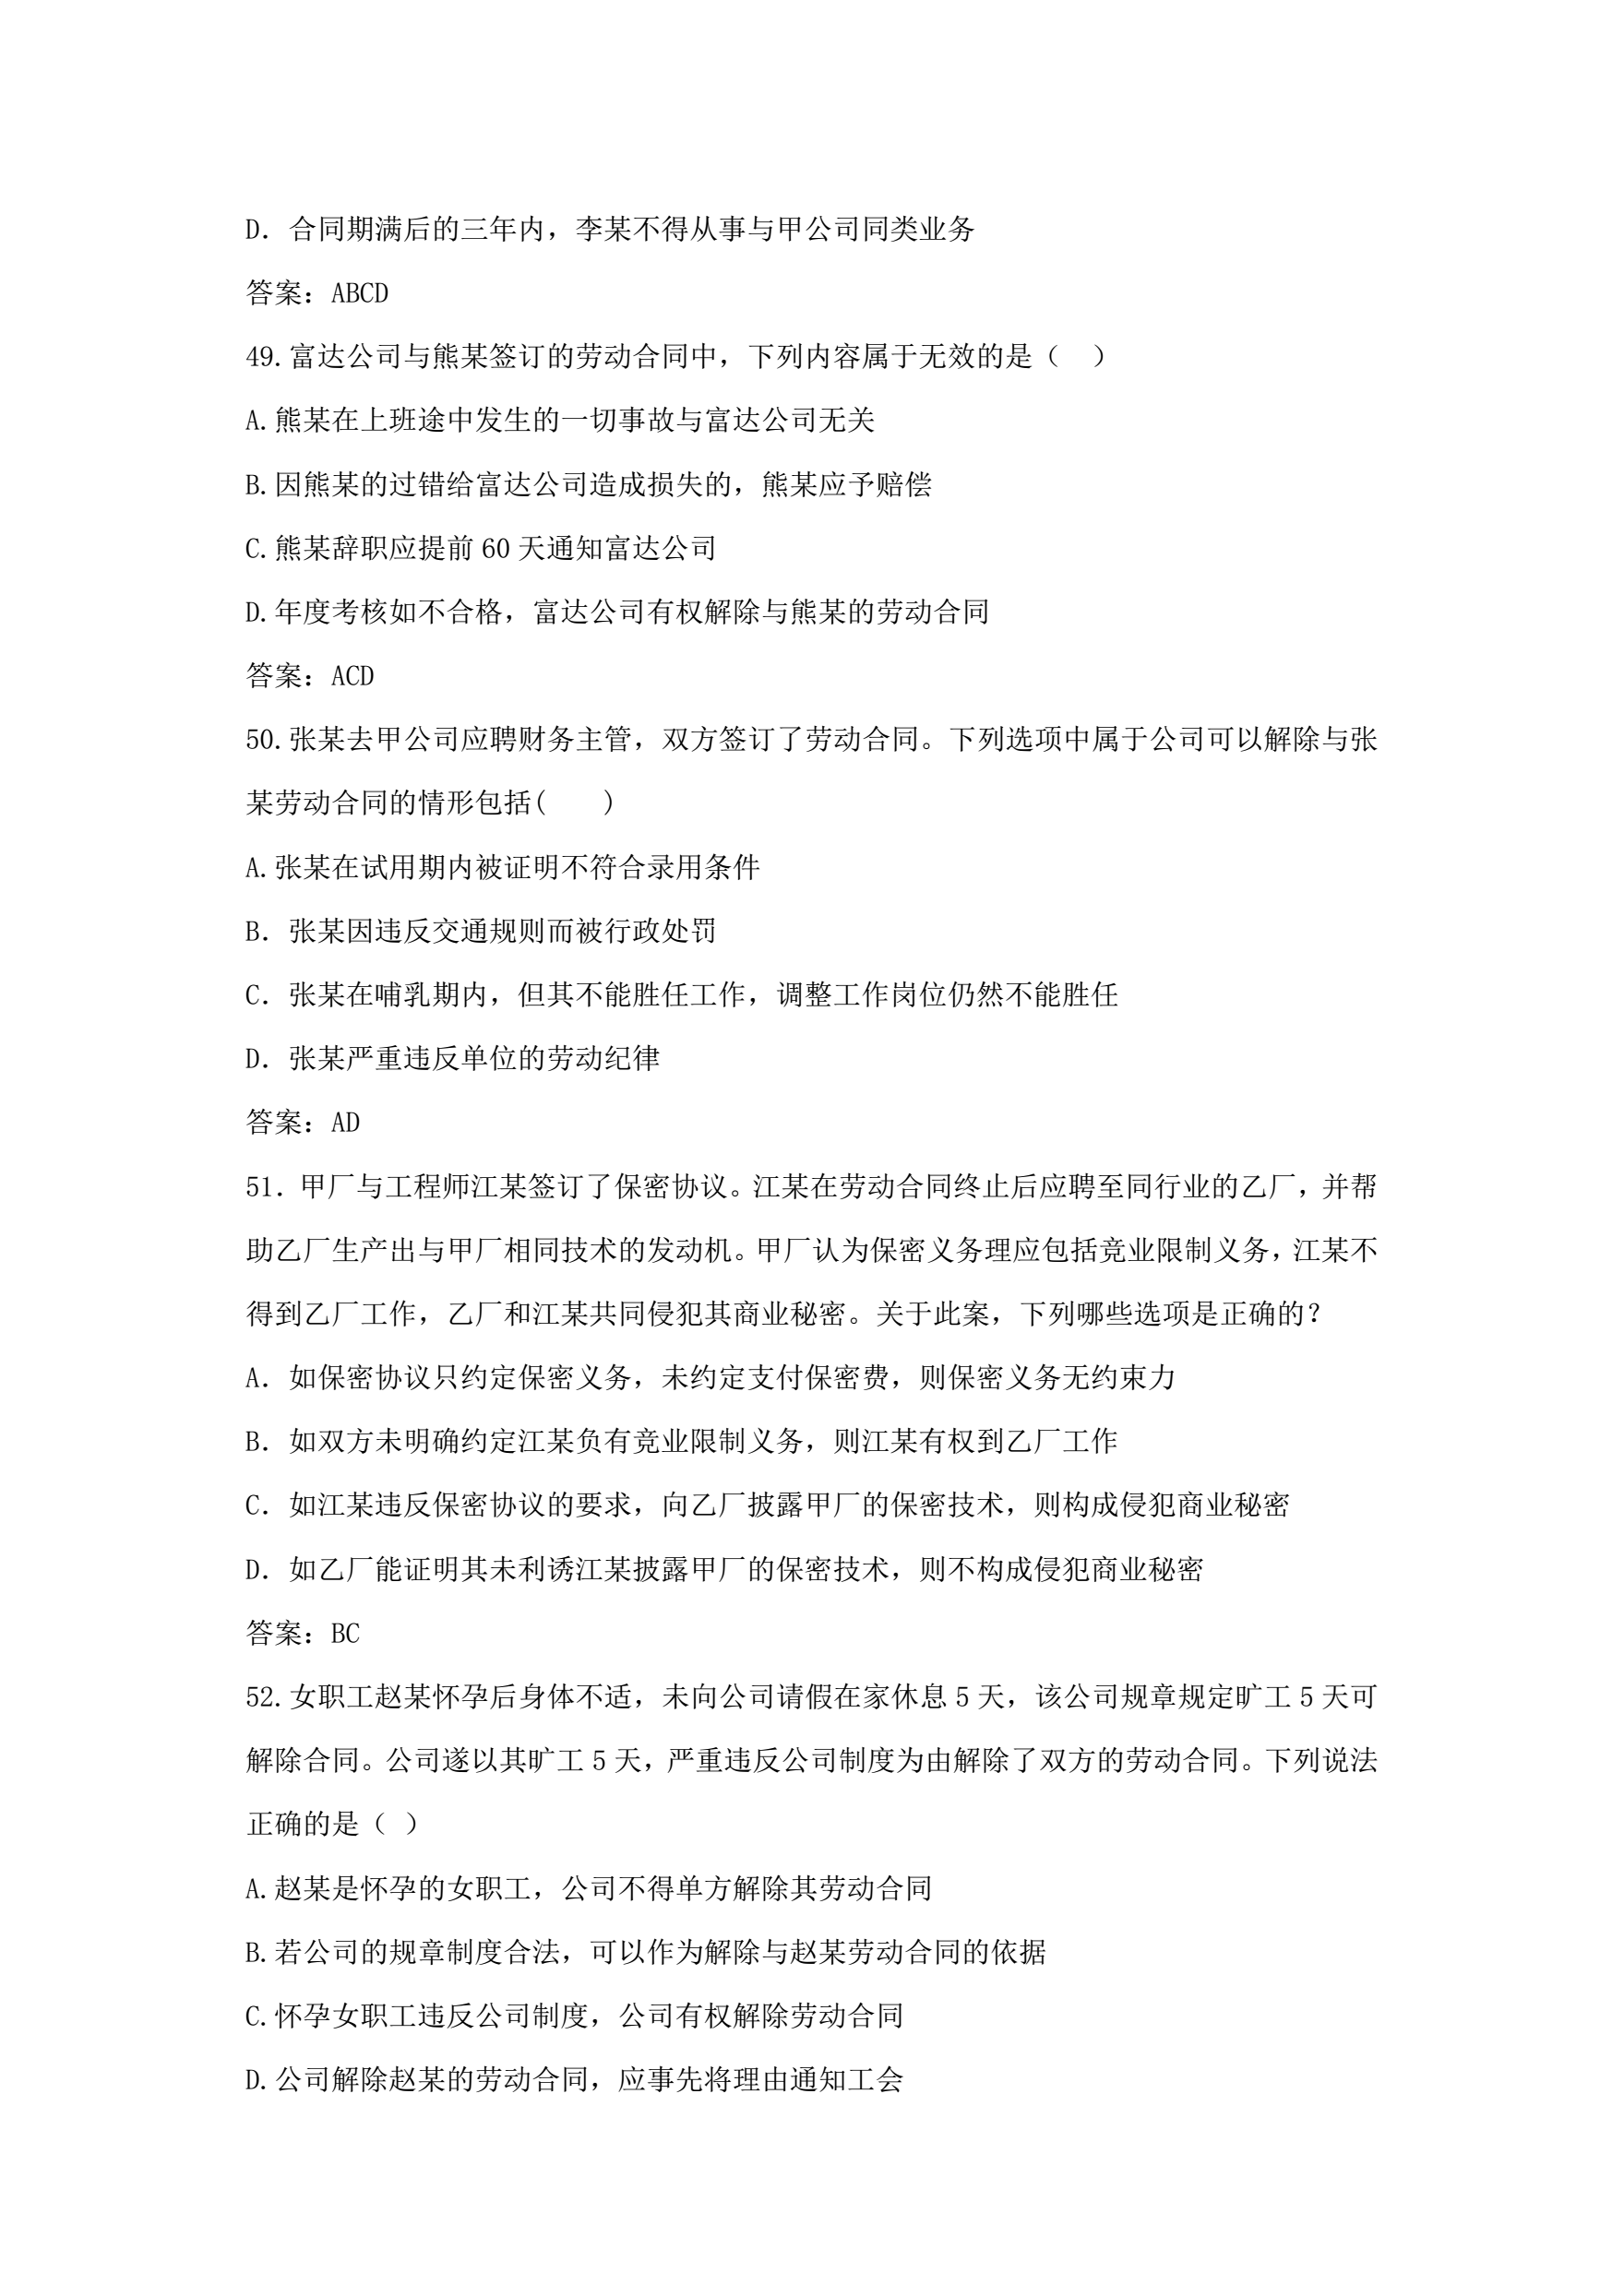 D. 合同期满后的三年内，李某不得从事与甲公司同类业务
答案：ABCD
49.富达公司与熊某签订的劳动合同中，下列内容属于无效的是（  ）
A.熊某在上班途中发生的一切事故与富达公司无关
B.因熊某的过错给富达公司造成损失的，熊某应予赔偿
C.熊某辞职应提前 60 天通知富达公司
D.年度考核如不合格，富达公司有权解除与熊某的劳动合同
答案：ACD
50.张某去甲公司应聘财务主管，双方签订了劳动合同。下列选项中属于公司可以解除与张
某劳动合同的情形包括(    )
A.张某在试用期内被证明不符合录用条件
B. 张某因违反交通规则而被行政处罚
C. 张某在哺乳期内，但其不能胜任工作，调整工作岗位仍然不能胜任
D. 张某严重违反单位的劳动纪律
答案：AD
51. 甲厂与工程师江某签订了保密协议。江某在劳动合同终止后应聘至同行业的乙厂，并帮
助乙厂生产出与甲厂相同技术的发动机。甲厂认为保密义务理应包括竞业限制义务，江某不
得到乙厂工作，乙厂和江某共同侵犯其商业秘密。关于此案，下列哪些选项是正确的？
A. 如保密协议只约定保密义务，未约定支付保密费，则保密义务无约束力
B. 如双方未明确约定江某负有竞业限制义务，则江某有权到乙厂工作
C. 如江某违反保密协议的要求，向乙厂披露甲厂的保密技术，则构成侵犯商业秘密
D. 如乙厂能证明其未利诱江某披露甲厂的保密技术，则不构成侵犯商业秘密
答案：BC
52.女职工赵某怀孕后身体不适，未向公司请假在家休息 5 天，该公司规章规定旷工 5 天可
解除合同。公司遂以其旷工 5 天，严重违反公司制度为由解除了双方的劳动合同。下列说法
正确的是（ ）
A.赵某是怀孕的女职工，公司不得单方解除其劳动合同
B.若公司的规章制度合法，可以作为解除与赵某劳动合同的依据
C.怀孕女职工违反公司制度，公司有权解除劳动合同
D.公司解除赵某的劳动合同，应事先将理由通知工会